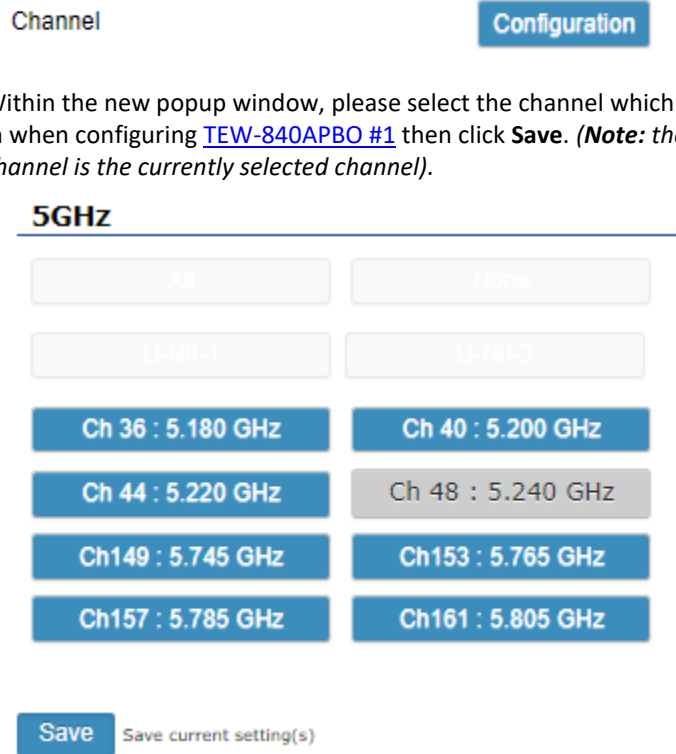 Channel Configuration
Within the new popup window, please select the channel which
n when configuring TEW-840APBO #1 then click Save. (Note: the
hannel is the currently selected channel).
5GHz
All None
U-NII-1 U-NII-3
Ch 36 : 5.180 GHz Ch 40 : 5.200 GHz
Ch 44 : 5.220 GHz Ch 48 : 5.240 GHz
Ch149 : 5.745 GHz Ch153 : 5.765 GHz
Ch157 : 5.785 GHz Ch161 : 5.805 GHz
Save Save current setting(s)